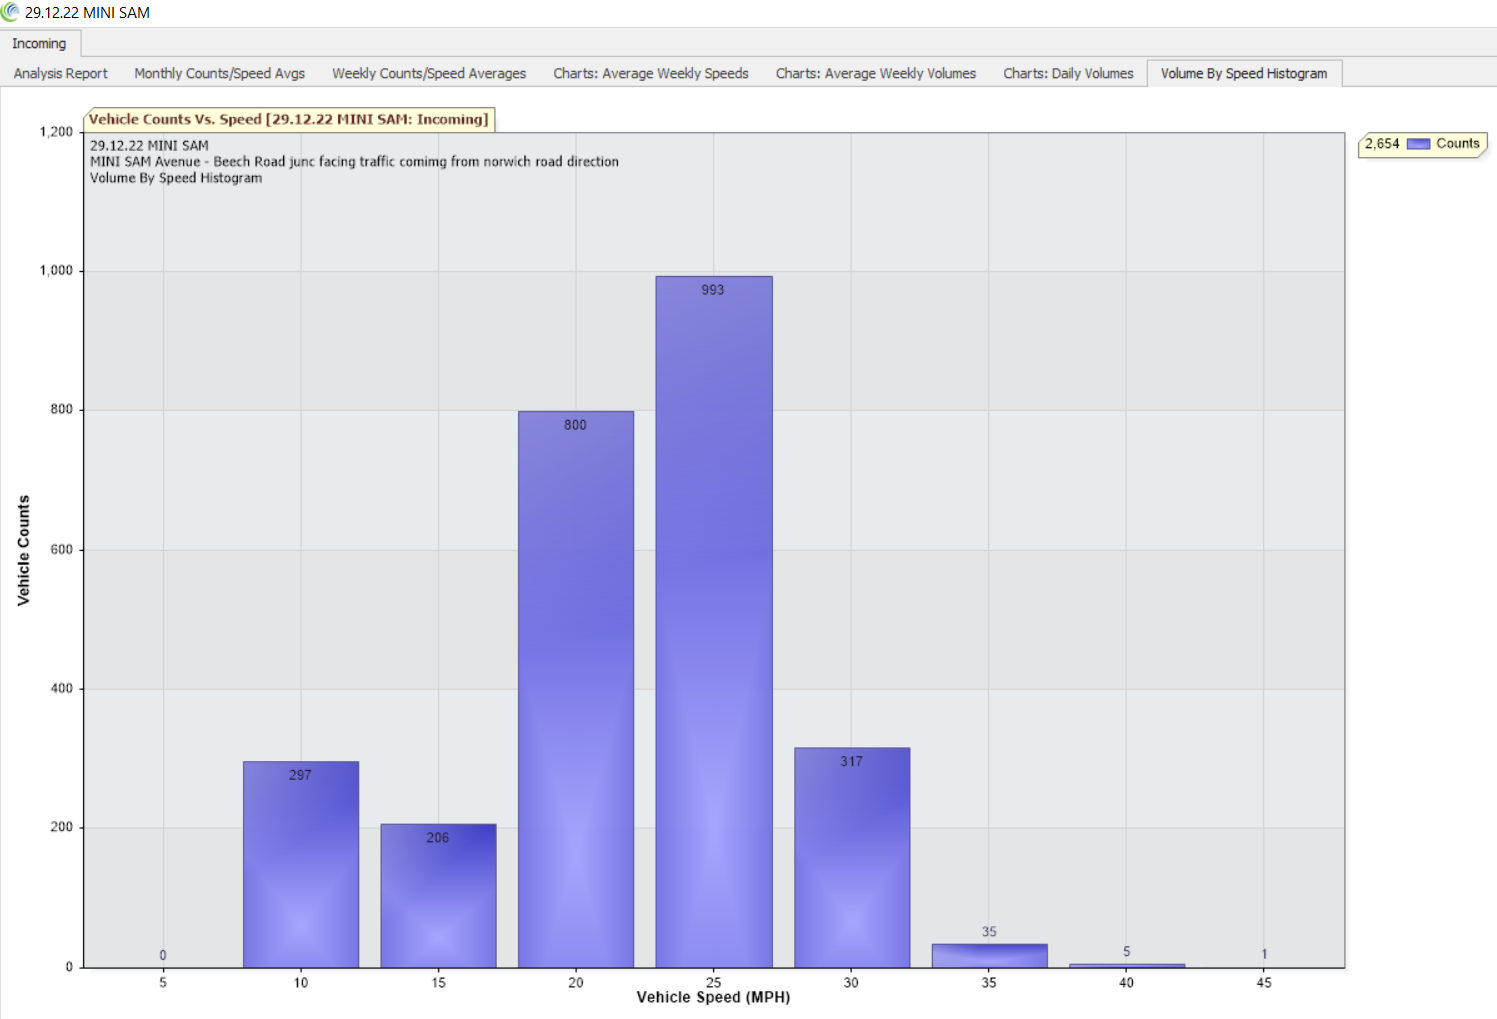 29.12.22 MINI SAM
Incoming
Analysis Report Monthly Counts/Speed Avgs Weekly Counts/Speed Averages Charts: Average Weekly Speeds Charts: Average Weekly Volumes Charts: Daily Volumes Volume By Speed Histogram
Vehicle Counts Vs. Speed [29.12.22 MINI SAM: Incoming]
29.12.22 MINI SAM
MINI SAM Avenue - Beech Road junc facing traffic comimg from norwich road direction
Volume By Speed Histogram
2,654 Counts
1,200
1,000
800
600
400
200
0
Vehicle Counts
0
297
206
800
993
317
35
5
1
5 10 15 20 25 30 35 40 45
Vehicle Speed (MPH)